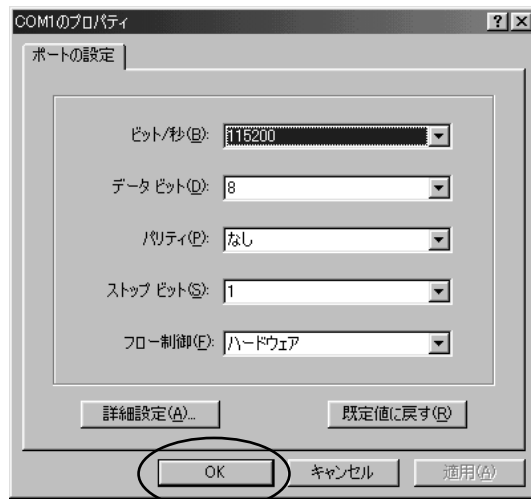 COM1のプロパティ
ポートの設定
ビット/秒(B): 115200
データ ビット(D): 8
パリティ(P): なし
ストップ ビット(S): 1
フロー制御(F): ハードウェア
詳細設定(A)... 既定値に戻す(R)
OK キャンセル 適用(A)